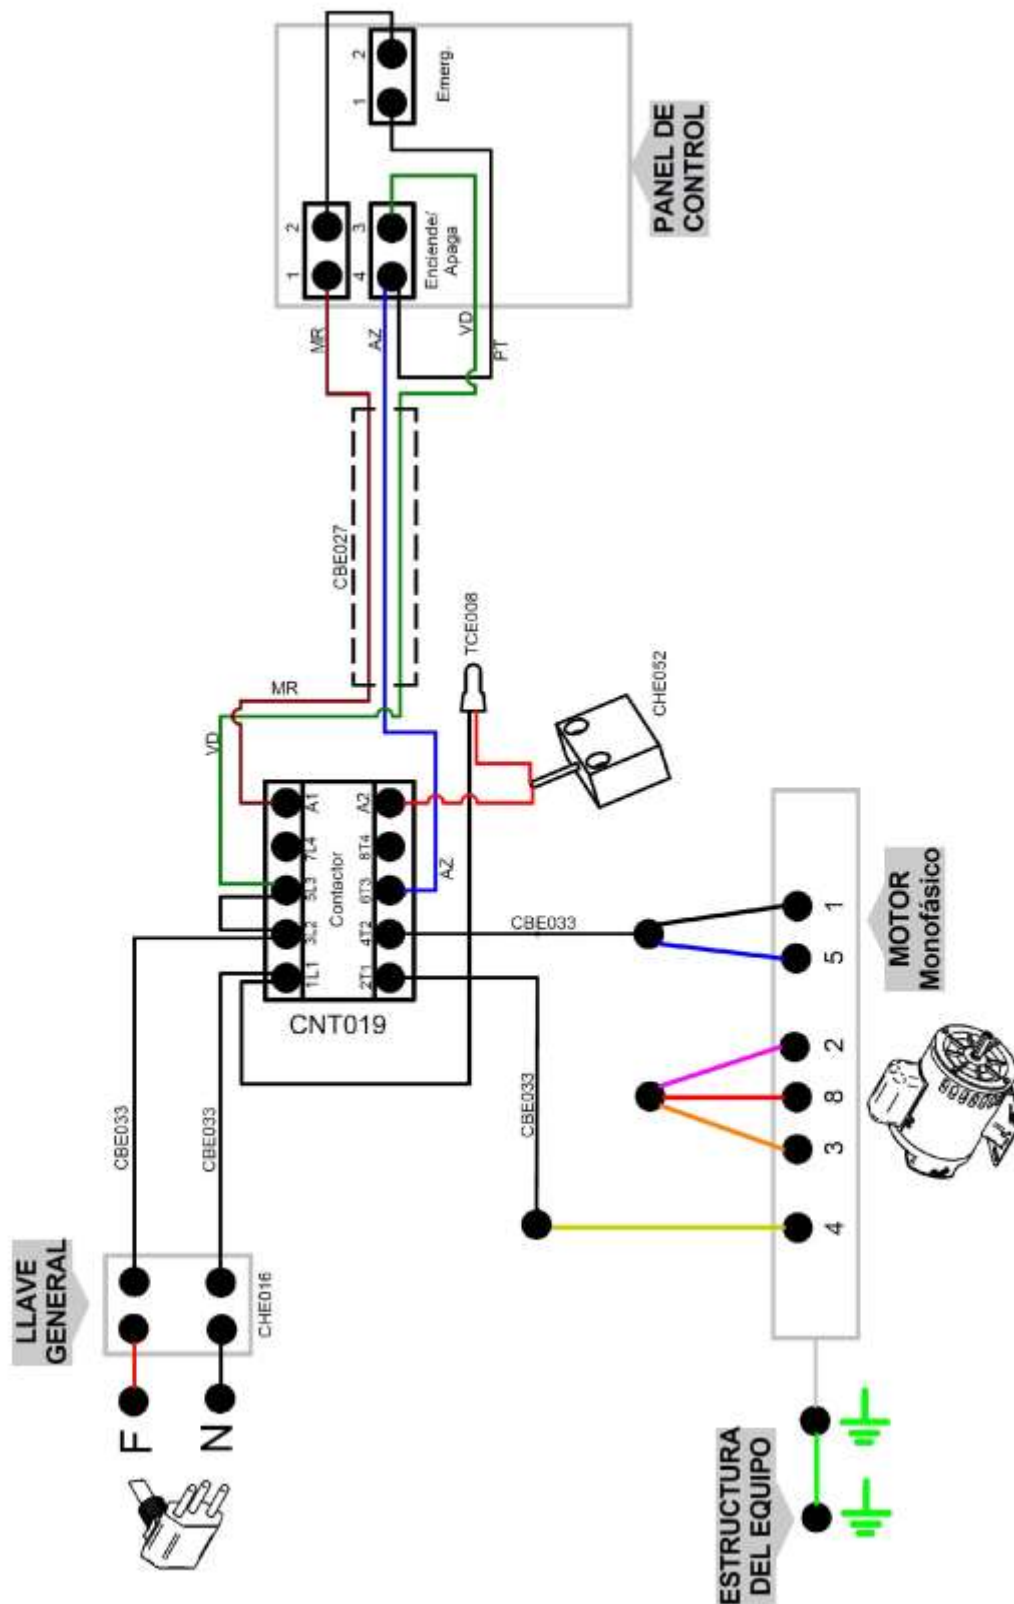 LLAVE
GENERAL
F
N
CHE016
CBE033
CBE033
CNT019
Contactor
1L1
3L2
5L3
7L4
A1
2T1
4T2
6T3
8T4
A2
VD
MR
AZ
CBE027
TCE008
CHE052
CBE033
CBE033
MR
AZ
VD
PT
1
2
4
3
Enciende/
Apaga
1
2
Emerg.
PANEL DE
CONTROL
MOTOR
Monofásico
4
3
8
2
5
1
ESTRUCTURA
DEL EQUIPO